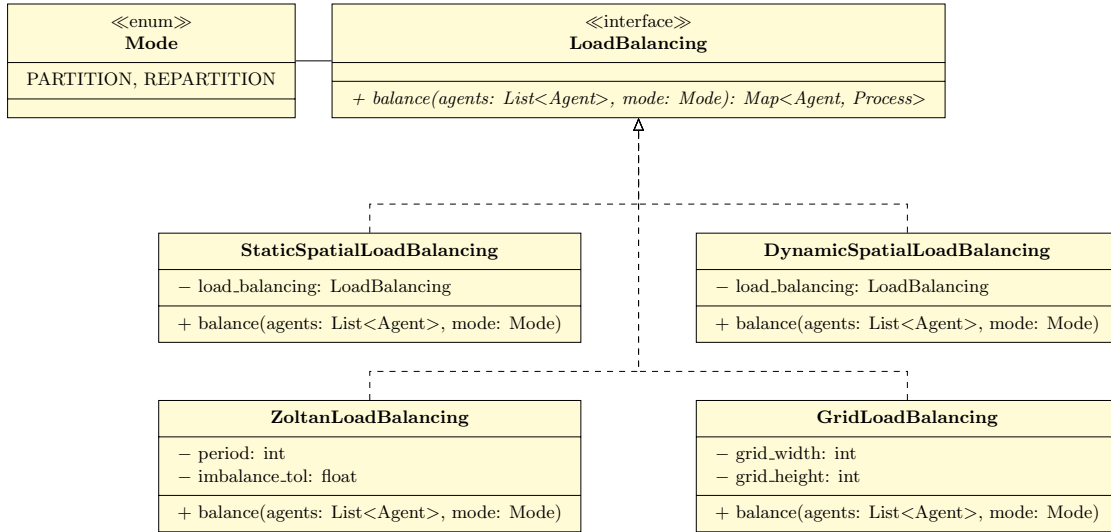 ≪enum≫
Mode
PARTITION, REPARTITION
≪interface≫
LoadBalancing
+ balance(agents: List<Agent>, mode: Mode): Map<Agent, Process>
StaticSpatialLoadBalancing
− load_balancing: LoadBalancing
+ balance(agents: List<Agent>, mode: Mode)
DynamicSpatialLoadBalancing
− load_balancing: LoadBalancing
+ balance(agents: List<Agent>, mode: Mode)
ZoltanLoadBalancing
− period: int
− imbalance_tol: float
+ balance(agents: List<Agent>, mode: Mode)
GridLoadBalancing
− grid_width: int
− grid_height: int
+ balance(agents: List<Agent>, mode: Mode)